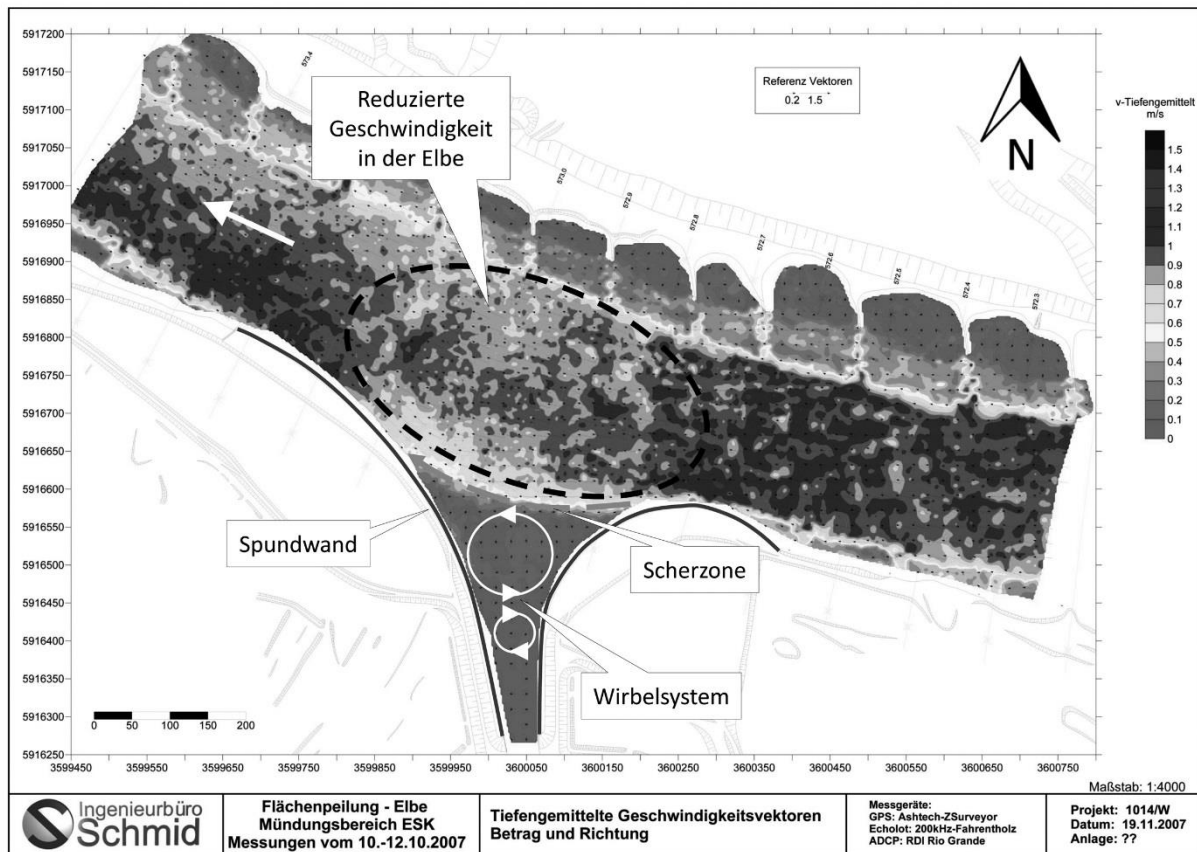 5917200
5917150
5917100
5917050
5917000
5916950
5916900
5916850
5916800
5916750
5916700
5916650
5916600
5916550
5916500
5916450
5916400
5916350
5916300
5916250
3599450 3599550 3599650 3599750 3599850 3599950 3600050 3600150 3600250 3600350 3600450 3600550 3600650 3600750
573.4
573.0
572.9
572.8
572.7
572.6
572.5
572.4
572.3
Reduzierte
Geschwindigkeit
in der Elbe
Referenz Vektoren
0.2 1.5
N
v-Tiefengemittelt
m/s
1.5
1.4
1.3
1.2
1.1
1
0.9
0.8
0.7
0.6
0.5
0.4
0.3
0.2
0.1
0
Spundwand
Scherzone
Wirbelsystem
0 50 100 150 200
Maßstab: 1:4000
Ingenieurbüro
Schmid
Flächenpeilung - Elbe
Mündungsbereich ESK
Messungen vom 10.-12.10.2007
Tiefengemittelte Geschwindigkeitsvektoren
Betrag und Richtung
Messgeräte:
GPS: Ashtech-ZSurveyor
Echolot: 200kHz-Fahrentholz
ADCP: RDI Rio Grande
Projekt: 1014/W
Datum: 19.11.2007
Anlage: ??